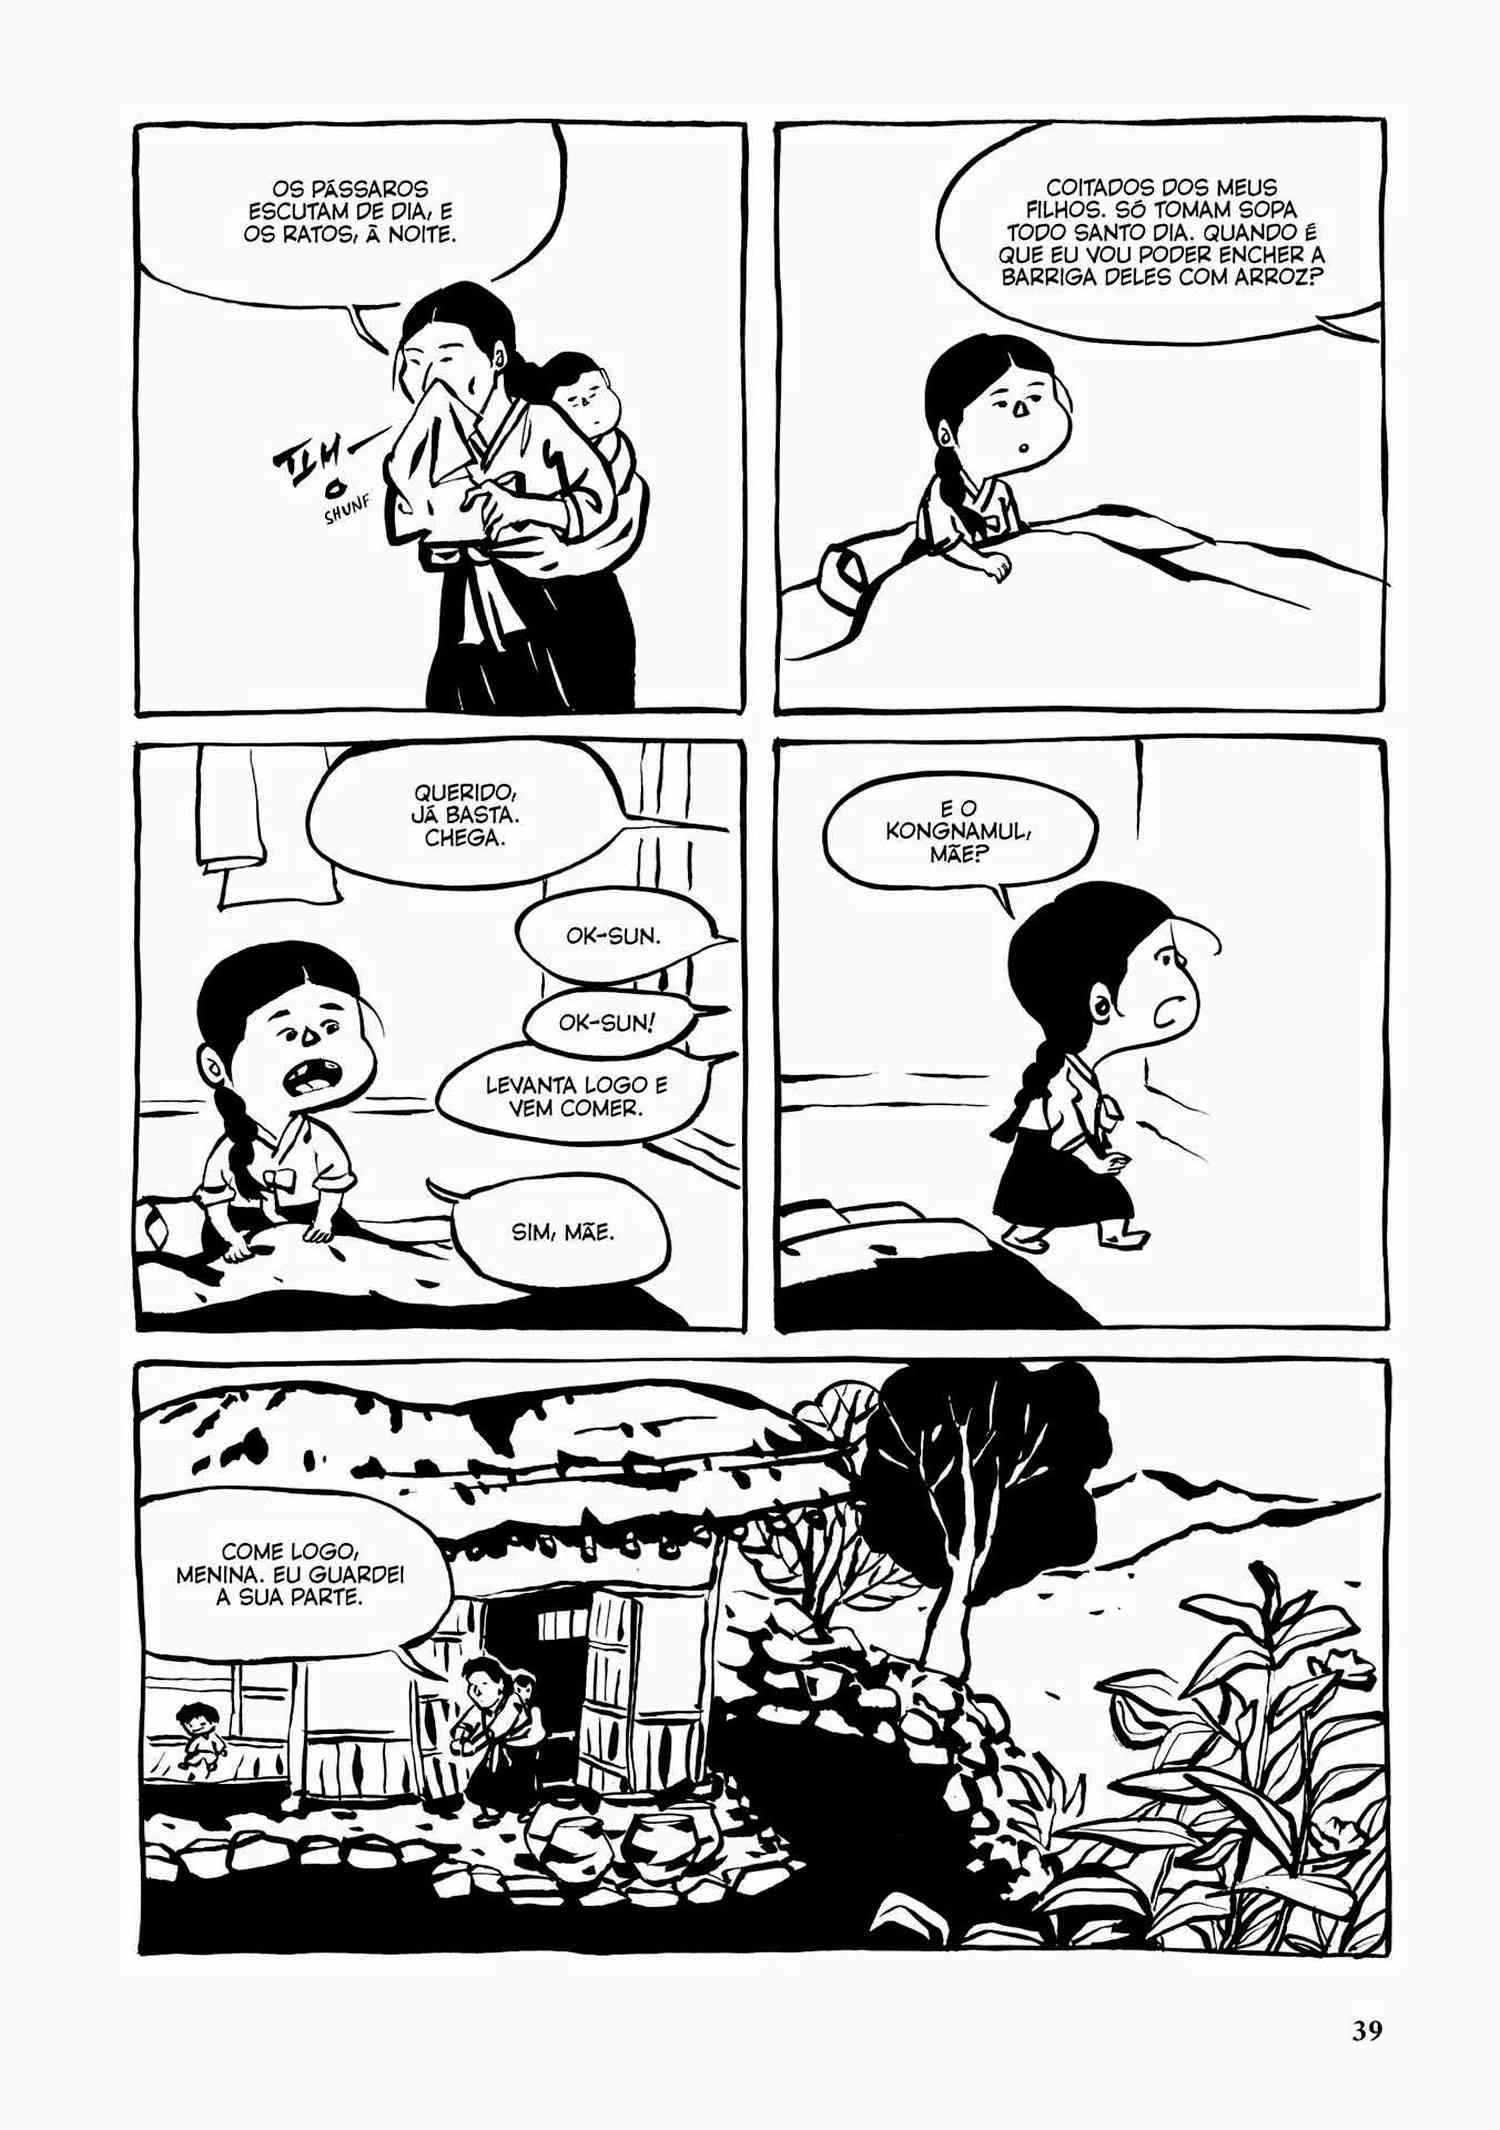 OS PÁSSAROS
ESCUTAM DE DIA, E
OS RATOS, À NOITE.
팽
SHUNF
COITADOS DOS MEUS
FILHOS. SÓ TOMAM SOPA
TODO SANTO DIA. QUANDO É
QUE EU VOU PODER ENCHER A
BARRIGA DELES COM ARROZ?
QUERIDO,
JÁ BASTA.
CHEGA.
OK-SUN.
OK-SUN!
LEVANTA LOGO E
VEM COMER.
SIM, MÃE.
E O
KONGNAMUL,
MÃE?
COME LOGO,
MENINA. EU GUARDEI
A SUA PARTE.
39